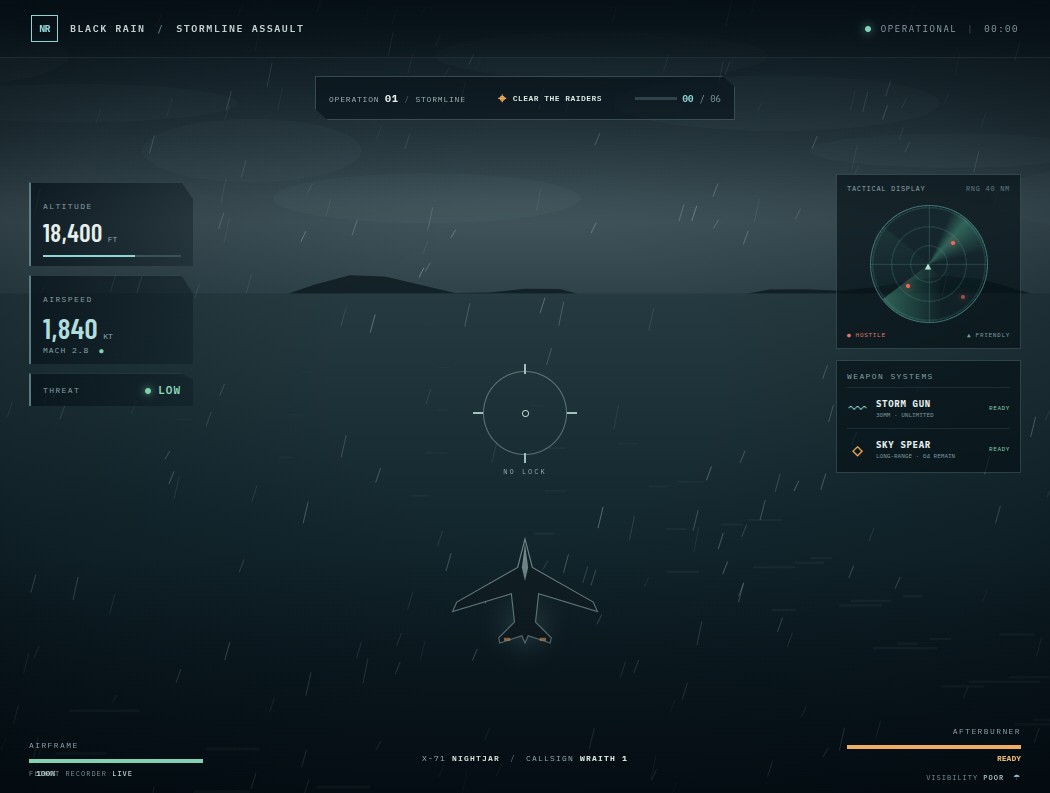 NR BLACK RAIN / STORMLINE ASSAULT
OPERATIONAL | 00:00
OPERATION 01 / STORMLINE
CLEAR THE RAIDERS
00 / 06
ALTITUDE
18,400 FT
AIRSPEED
1,840 KT
MACH 2.8
THREAT LOW
TACTICAL DISPLAY RNG 40 NM
HOSTILE FRIENDLY
WEAPON SYSTEMS
STORM GUN READY
30MM · UNLIMITED
SKY SPEAR READY
LONG-RANGE · 04 REMAIN
NO LOCK
AIRFRAME
100%
RECORDER LIVE
X-71 NIGHTJAR / CALLSIGN WRAITH 1
AFTERBURNER
READY
VISIBILITY POOR